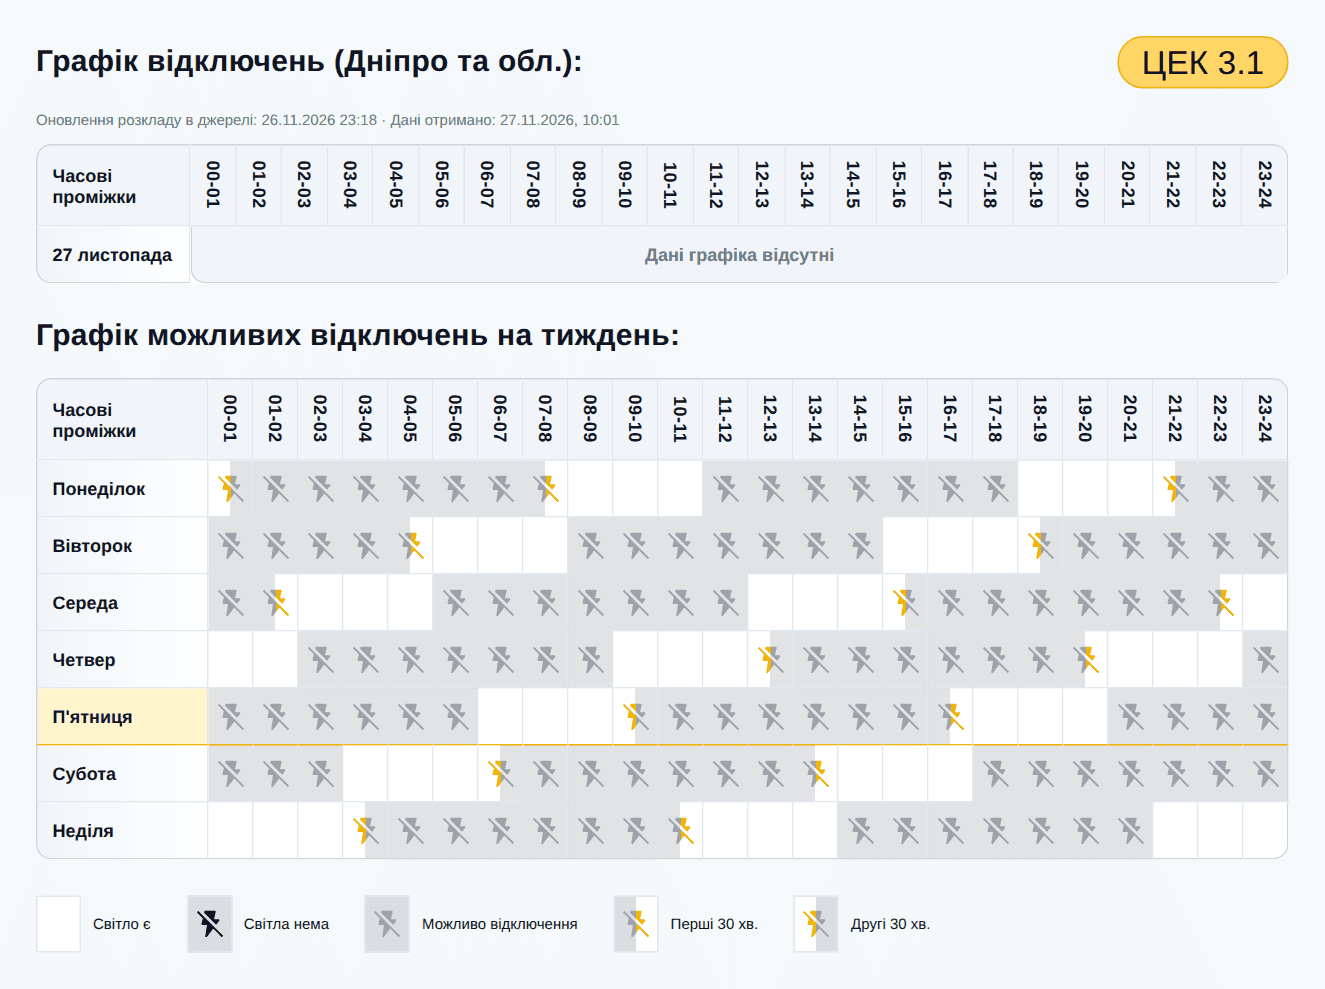 Графік відключень (Дніпро та обл.):
ЦЕК 3.1
Оновлення розкладу в джерелі: 26.11.2026 23:18 · Дані отримано: 27.11.2026, 10:01
Часові проміжки 00-01 01-02 02-03 03-04 04-05 05-06 06-07 07-08 08-09 09-10 10-11 11-12 12-13 13-14 14-15 15-16 16-17 17-18 18-19 19-20 20-21 21-22 22-23 23-24
27 листопада Дані графіка відсутні
Графік можливих відключень на тиждень:
Часові проміжки 00-01 01-02 02-03 03-04 04-05 05-06 06-07 07-08 08-09 09-10 10-11 11-12 12-13 13-14 14-15 15-16 16-17 17-18 18-19 19-20 20-21 21-22 22-23 23-24
Понеділок
Вівторок
Середа
Четвер
П'ятниця
Субота
Неділя
Світло є Світла нема Можливо відключення Перші 30 хв. Другі 30 хв.